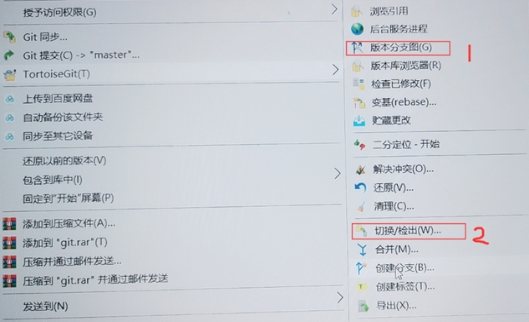 授予访问权限(G)
Git 同步...
Git 提交(C) -> "master"...
TortoiseGit(T)
上传到百度网盘
自动备份该文件夹
同步至其它设备
还原以前的版本(V)
包含到库中(I)
固定到"开始"屏幕(P)
添加到压缩文件(A)...
添加到 "git.rar"(T)
压缩并通过邮件发送...
压缩到 "git.rar" 并通过邮件发送
发送到(N)
浏览引用
后台服务进程
版本分支图(G)
1
版本库浏览器(R)
检查已修改(F)
变基(rebase)...
贮藏更改
二分定位 - 开始
解决冲突(O)...
还原(V)...
清理(C)...
切换/检出(W)...
2
合并(M)...
创建分支(B)...
创建标签(T)...
导出(X)...